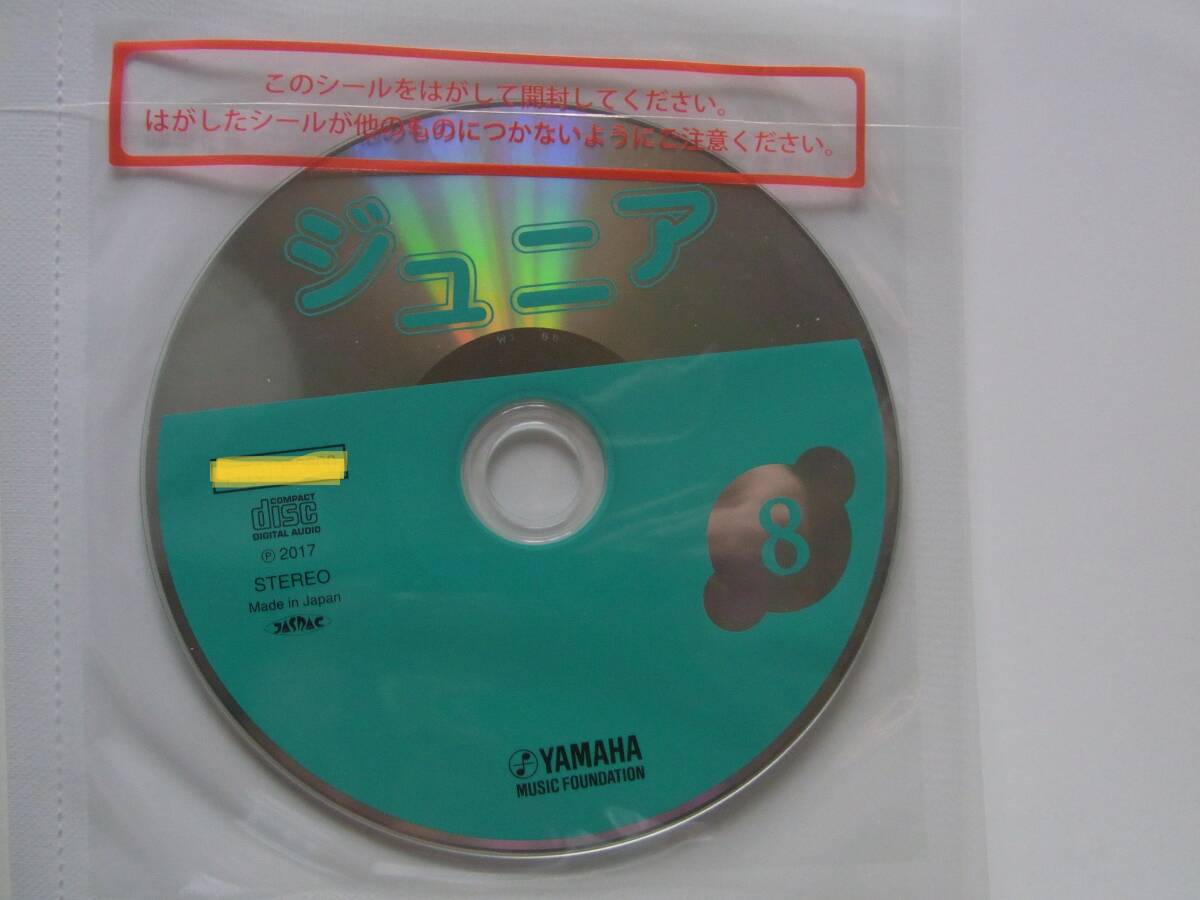 このシールをはがして開封してください。
はがしたシールが他のものにつかないようにご注意ください。
ジュニア
COMPACT
disc
DIGITAL AUDIO
℗ 2017
STEREO
Made in Japan
JASRAC
8
YAMAHA
MUSIC FOUNDATION